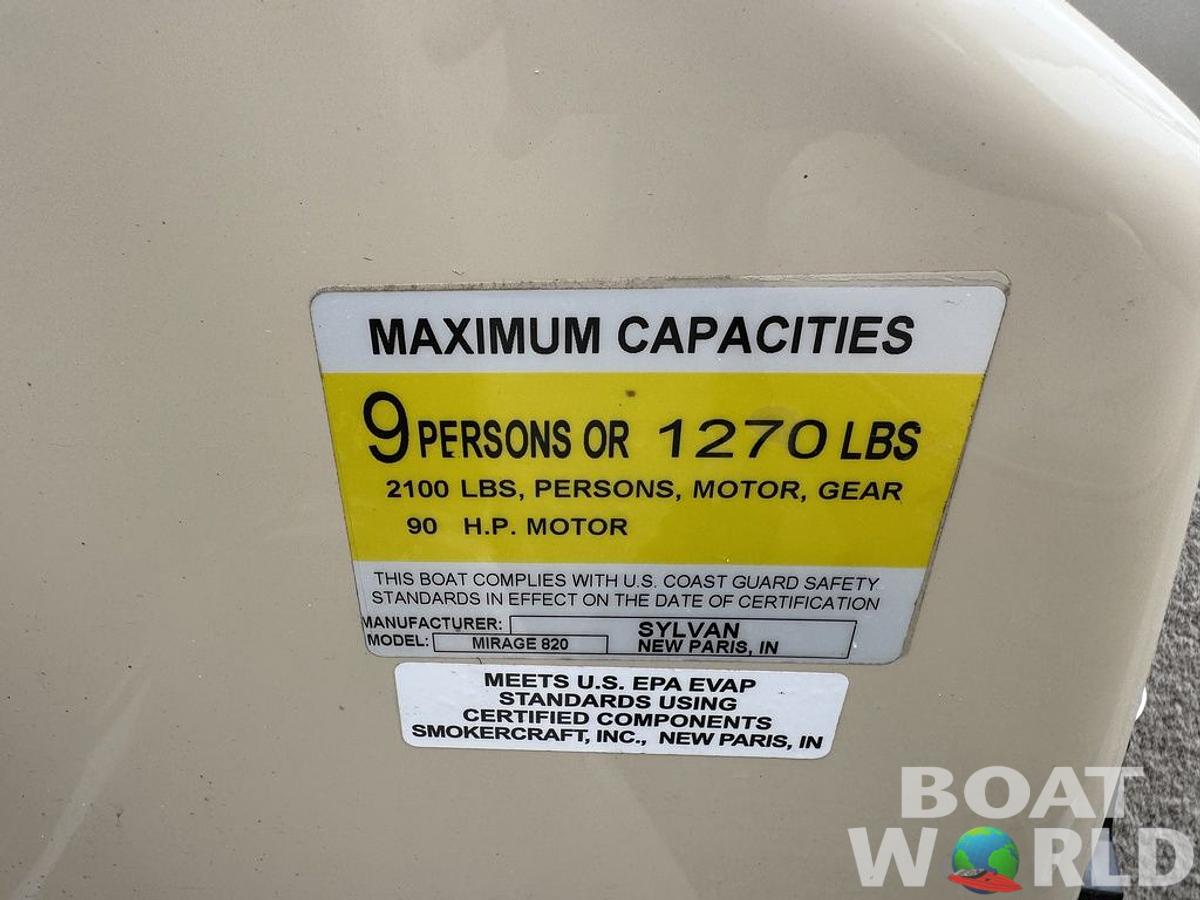 MAXIMUM CAPACITIES
9 PERSONS OR 1270 LBS
2100 LBS, PERSONS, MOTOR, GEAR
90 H.P. MOTOR
THIS BOAT COMPLIES WITH U.S. COAST GUARD SAFETY
STANDARDS IN EFFECT ON THE DATE OF CERTIFICATION
MANUFACTURER: SYLVAN
MODEL: MIRAGE 820 NEW PARIS, IN
MEETS U.S. EPA EVAP
STANDARDS USING
CERTIFIED COMPONENTS
SMOKERCRAFT, INC., NEW PARIS, IN
BOAT
WORLD